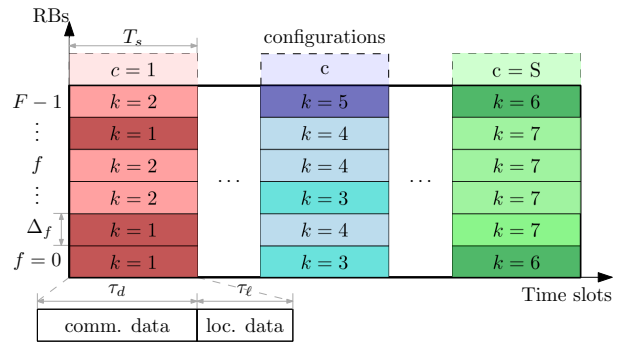 RBs
T_s configurations
c = 1 c c = S
F − 1 k = 2 k = 5 k = 6
⋮ k = 1 k = 4 k = 7
f k = 2 k = 4 k = 7
⋮ k = 2 ... k = 3 ... k = 7
Δ_f k = 1 k = 4 k = 7
f = 0 k = 1 k = 3 k = 6
τ_d τ_ℓ Time slots
comm. data loc. data